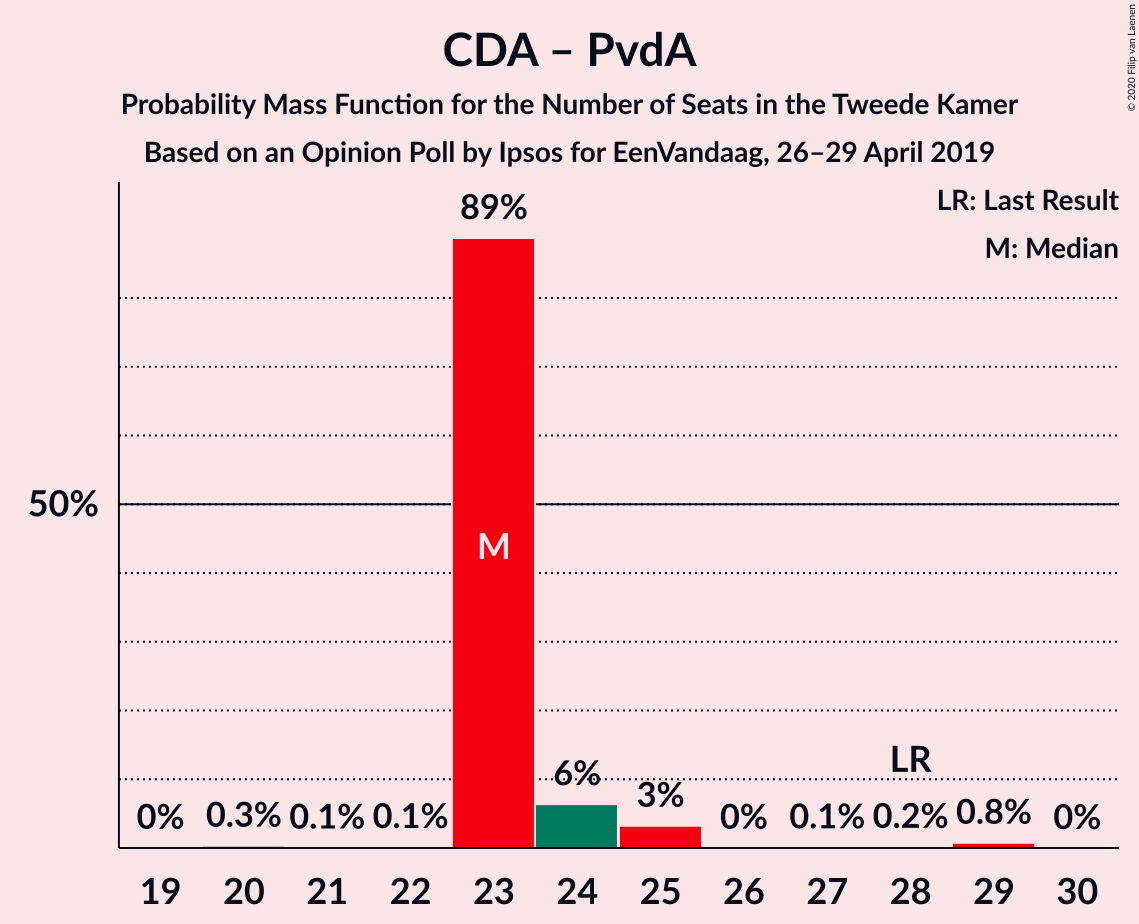 CDA – PvdA
Probability Mass Function for the Number of Seats in the Tweede Kamer
Based on an Opinion Poll by Ipsos for EenVandaag, 26–29 April 2019
© 2020 Filip van Laenen
LR: Last Result
M: Median
89%
50%
M
LR
6%
3%
0% 0.3% 0.1% 0.1% 0% 0.1% 0.2% 0.8% 0%
19 20 21 22 23 24 25 26 27 28 29 30